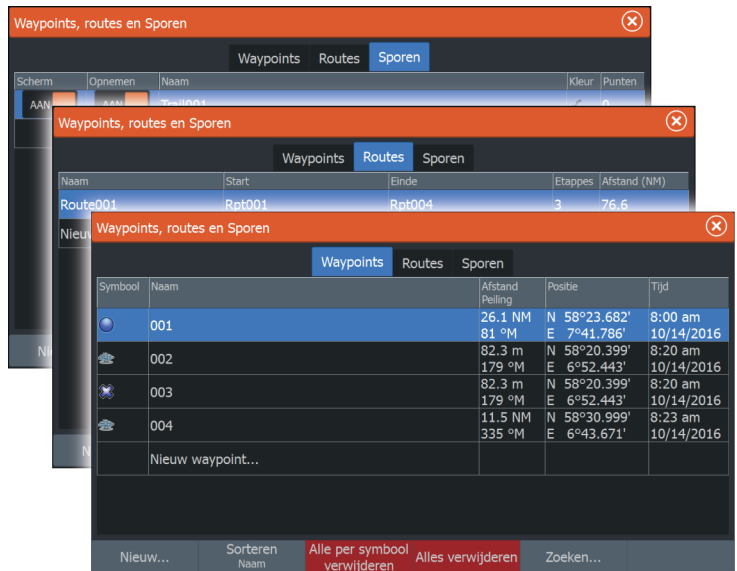 Waypoints, routes en Sporen
Waypoints Routes Sporen
Scherm Opnemen Naam Kleur Punten
AAN AAN Trail001 0
Waypoints, routes en Sporen
Waypoints Routes Sporen
Naam Start Einde Etappes Afstand (NM)
Route001 Rpt001 Rpt004 3 76.6
Waypoints, routes en Sporen
Waypoints Routes Sporen
Symbool Naam Afstand Positie Tijd
Peiling
001 26.1 NM N 58°23.682' 8:00 am
81 °M E 7°41.786' 10/14/2016
002 82.3 m N 58°20.399' 8:20 am
179 °M E 6°52.443' 10/14/2016
003 82.3 m N 58°20.399' 8:20 am
179 °M E 6°52.443' 10/14/2016
004 11.5 NM N 58°30.999' 8:23 am
335 °M E 6°43.671' 10/14/2016
Nieuw waypoint...
Nieuw... Sorteren Alle per symbool Alles verwijderen Zoeken...
Naam verwijderen